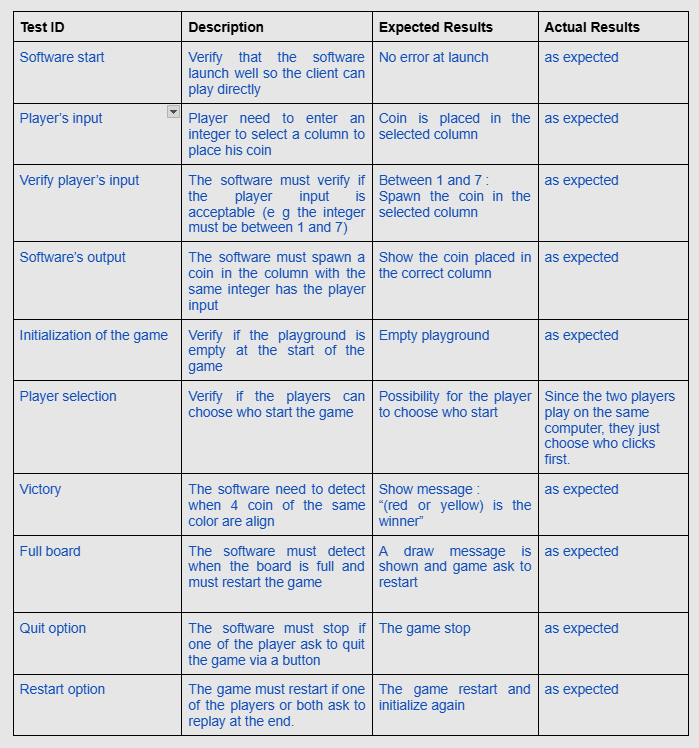 Test ID Description Expected Results Actual Results
Software start
Verify that the software
launch well so the client can
play directly
No error at launch
as expected
Player's input
Player need to enter an
integer to select a column to
place his coin
Coin is placed in the
selected column
as expected
Verify player's input
The software must verify if
the player input is
acceptable (e g the integer
must be between 1 and 7)
Between 1 and 7 :
Spawn the coin in the
selected column
as expected
Software's output
The software must spawn a
coin in the column with the
same integer has the player
input
Show the coin placed in
the correct column
as expected
Initialization of the game
Verify if the playground is
empty at the start of the
game
Empty playground
as expected
Player selection
Verify if the players can
choose who start the game
Possibility for the player
to choose who start
Since the two players
play on the same
computer, they just
choose who clicks
first.
Victory
The software need to detect
when 4 coin of the same
color are align
Show message :
“(red or yellow) is the
winner”
as expected
Full board
The software must detect
when the board is full and
must restart the game
A draw message is
shown and game ask to
restart
as expected
Quit option
The software must stop if
one of the player ask to quit
the game via a button
The game stop
as expected
Restart option
The game must restart if one
of the players or both ask to
replay at the end.
The game restart and
initialize again
as expected